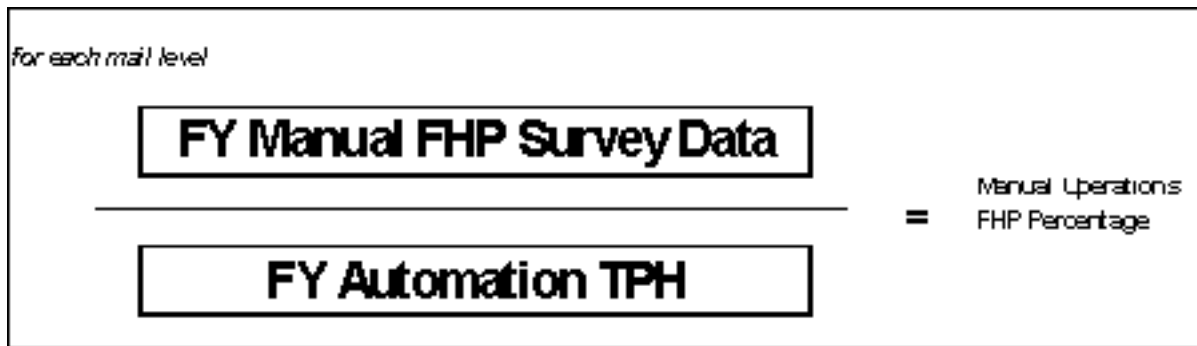 for each mail level
FY Manual FHP Survey Data
=
Manual Operations
FHP Percentage
FY Automation TPH